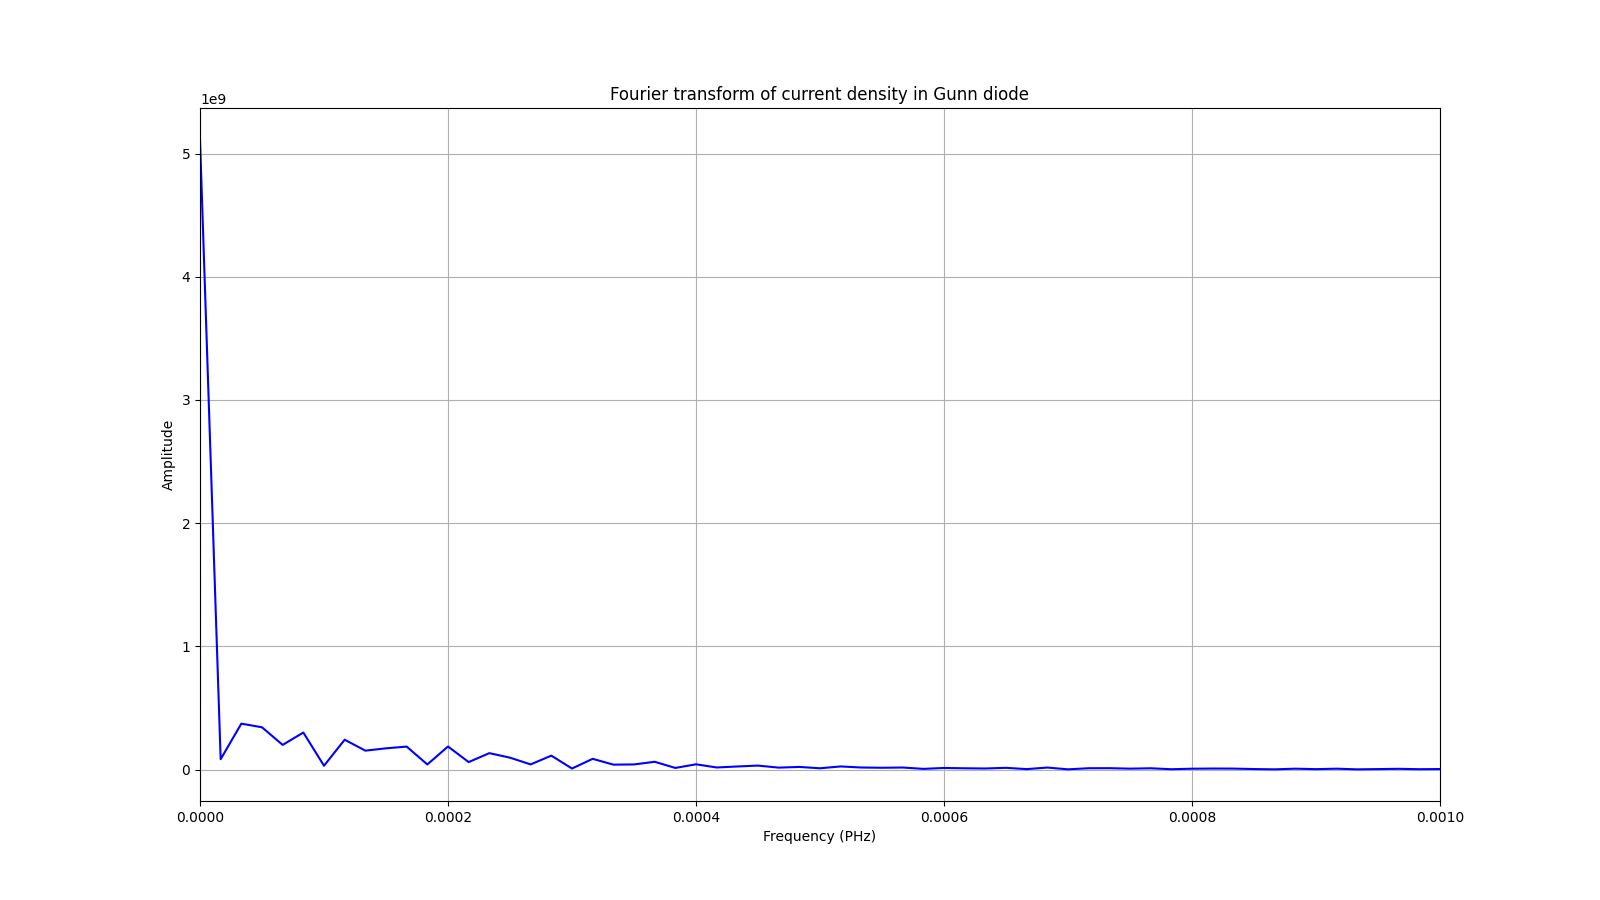 Fourier transform of current density in Gunn diode
1e9
5
4
3
2
1
0
Amplitude
0.0000 0.0002 0.0004 0.0006 0.0008 0.0010
Frequency (PHz)